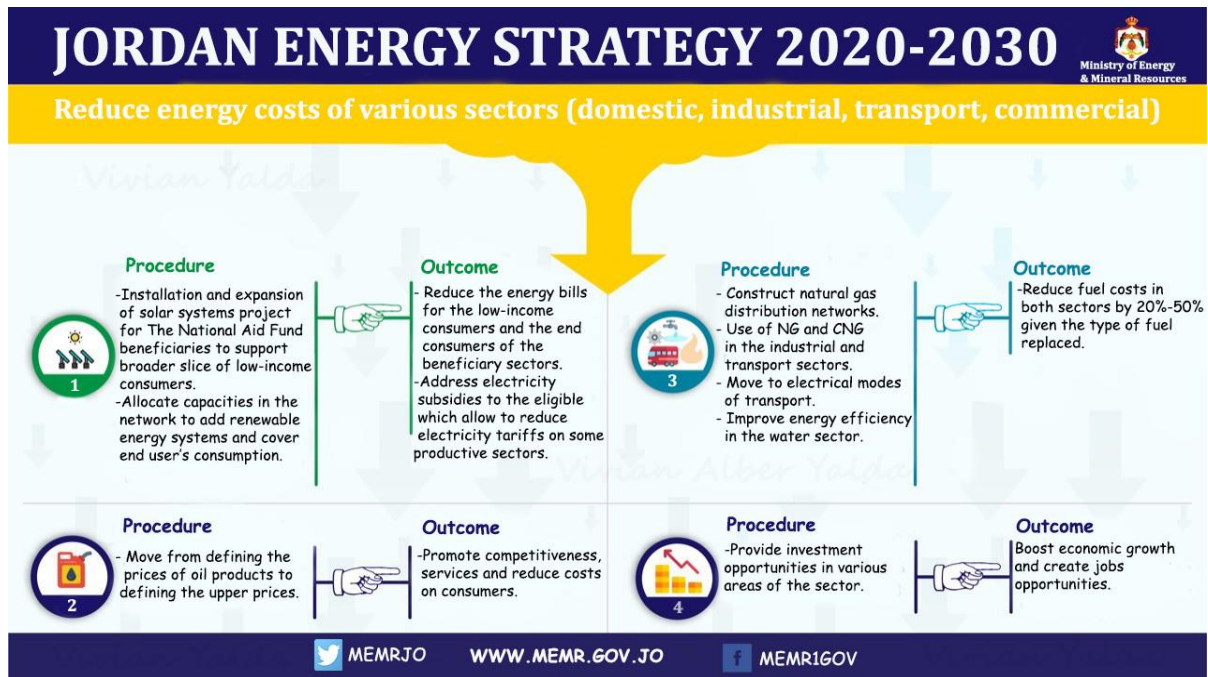 JORDAN ENERGY STRATEGY 2020-2030
Ministry of Energy
& Mineral Resources
Reduce energy costs of various sectors (domestic, industrial, transport, commercial)
Vivian Yalda
Procedure
-Installation and expansion
of solar systems project
for The National Aid Fund
beneficiaries to support
broader slice of low-income
consumers.
-Allocate capacities in the
network to add renewable
energy systems and cover
end user's consumption.
1
Outcome
- Reduce the energy bills
for the low-income
consumers and the end
consumers of the
beneficiary sectors.
-Address electricity
subsidies to the eligible
which allow to reduce
electricity tariffs on some
productive sectors.
Procedure
- Move from defining the
prices of oil products to
defining the upper prices.
2
Outcome
-Promote competitiveness,
services and reduce costs
on consumers.
Procedure
- Construct natural gas
distribution networks.
- Use of NG and CNG
in the industrial and
transport sectors.
- Move to electrical modes
of transport.
- Improve energy efficiency
in the water sector.
3
Outcome
-Reduce fuel costs in
both sectors by 20%-50%
given the type of fuel
replaced.
Vivian Alber Yalda
Procedure
-Provide investment
opportunities in various
areas of the sector.
4
Outcome
Boost economic growth
and create jobs
opportunities.
MEMRJO
WWW.MEMR.GOV.JO
f MEMR1GOV